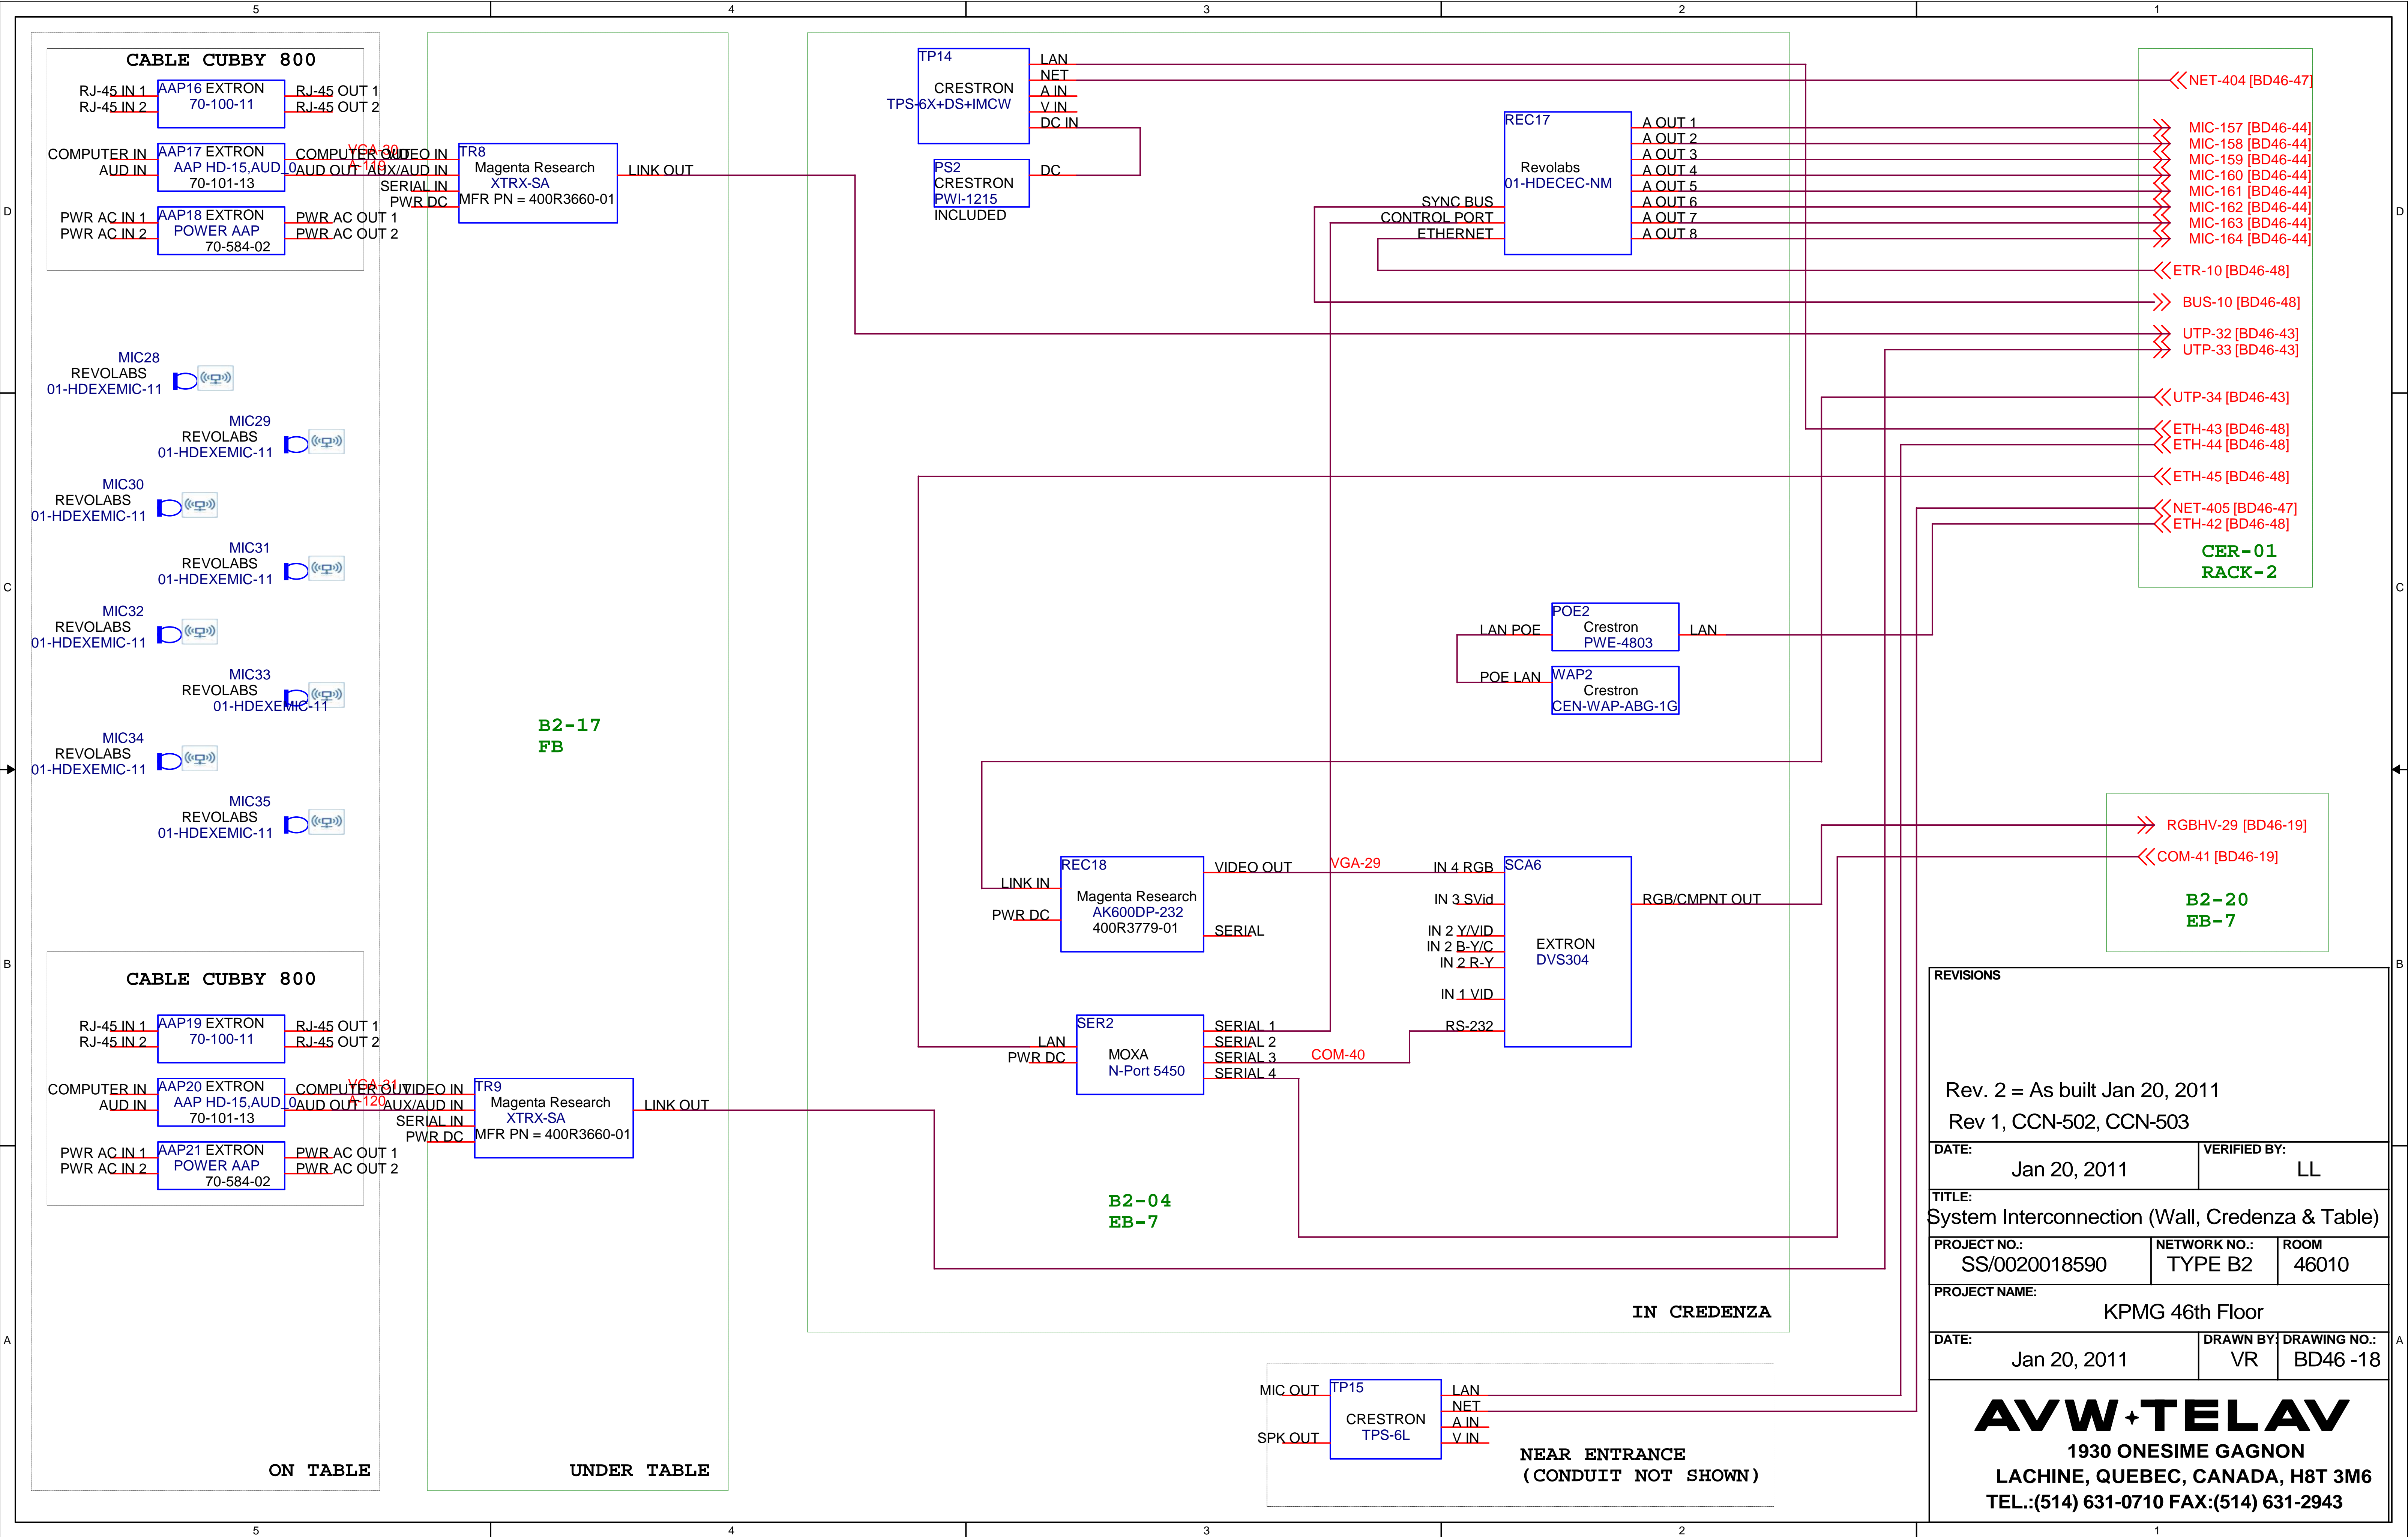 5 4 3 2 1
D D
C C
B B
A A
5 4 3 2 1
CABLE CUBBY 800
RJ-45 IN 1
RJ-45 IN 2
AAP16 EXTRON
70-100-11
RJ-45 OUT 1
RJ-45 OUT 2
COMPUTER IN
AUD IN
AAP17 EXTRON
AAP HD-15,AUD_0
70-101-13
COMPUTER OUT
AUD OUT
VGA-30
A-119
PWR AC IN 1
PWR AC IN 2
AAP18 EXTRON
POWER AAP
70-584-02
PWR AC OUT 1
PWR AC OUT 2
VIDEO IN
AUX/AUD IN
SERIAL IN
PWR DC
TR8
Magenta Research
XTRX-SA
MFR PN = 400R3660-01
LINK OUT
MIC28
REVOLABS
01-HDEXEMIC-11
MIC29
REVOLABS
01-HDEXEMIC-11
MIC30
REVOLABS
01-HDEXEMIC-11
MIC31
REVOLABS
01-HDEXEMIC-11
MIC32
REVOLABS
01-HDEXEMIC-11
MIC33
REVOLABS
01-HDEXEMIC-11
MIC34
REVOLABS
01-HDEXEMIC-11
MIC35
REVOLABS
01-HDEXEMIC-11
B2-17
FB
CABLE CUBBY 800
RJ-45 IN 1
RJ-45 IN 2
AAP19 EXTRON
70-100-11
RJ-45 OUT 1
RJ-45 OUT 2
COMPUTER IN
AUD IN
AAP20 EXTRON
AAP HD-15,AUD_0
70-101-13
COMPUTER OUT
AUD OUT
VGA-31
A-120
PWR AC IN 1
PWR AC IN 2
AAP21 EXTRON
POWER AAP
70-584-02
PWR AC OUT 1
PWR AC OUT 2
VIDEO IN
AUX/AUD IN
SERIAL IN
PWR DC
TR9
Magenta Research
XTRX-SA
MFR PN = 400R3660-01
LINK OUT
ON TABLE
UNDER TABLE
TP14
CRESTRON
TPS-6X+DS+IMCW
LAN
NET
A IN
V IN
DC IN
PS2
CRESTRON
PWI-1215
INCLUDED
DC
REC17
Revolabs
01-HDECEC-NM
SYNC BUS
CONTROL PORT
ETHERNET
A OUT 1
A OUT 2
A OUT 3
A OUT 4
A OUT 5
A OUT 6
A OUT 7
A OUT 8
POE2
Crestron
PWE-4803
LAN POE
LAN
WAP2
Crestron
CEN-WAP-ABG-1G
POE LAN
REC18
Magenta Research
AK600DP-232
400R3779-01
LINK IN
PWR DC
VIDEO OUT
SERIAL
VGA-29
SCA6
EXTRON
DVS304
IN 4 RGB
IN 3 SVid
IN 2 Y/VID
IN 2 B-Y/C
IN 2 R-Y
IN 1 VID
RS-232
RGB/CMPNT OUT
SER2
MOXA
N-Port 5450
LAN
PWR DC
SERIAL 1
SERIAL 2
SERIAL 3
SERIAL 4
COM-40
B2-04
EB-7
IN CREDENZA
MIC OUT
SPK OUT
TP15
CRESTRON
TPS-6L
LAN
NET
A IN
V IN
NEAR ENTRANCE
(CONDUIT NOT SHOWN)
NET-404 [BD46-47]
MIC-157 [BD46-44]
MIC-158 [BD46-44]
MIC-159 [BD46-44]
MIC-160 [BD46-44]
MIC-161 [BD46-44]
MIC-162 [BD46-44]
MIC-163 [BD46-44]
MIC-164 [BD46-44]
ETR-10 [BD46-48]
BUS-10 [BD46-48]
UTP-32 [BD46-43]
UTP-33 [BD46-43]
UTP-34 [BD46-43]
ETH-43 [BD46-48]
ETH-44 [BD46-48]
ETH-45 [BD46-48]
NET-405 [BD46-47]
ETH-42 [BD46-48]
CER-01
RACK-2
RGBHV-29 [BD46-19]
COM-41 [BD46-19]
B2-20
EB-7
REVISIONS
Rev. 2 = As built Jan 20, 2011
Rev 1, CCN-502, CCN-503
DATE:
Jan 20, 2011
VERIFIED BY:
LL
TITLE:
System Interconnection (Wall, Credenza & Table)
PROJECT NO.:
SS/0020018590
NETWORK NO.:
TYPE B2
ROOM
46010
PROJECT NAME:
KPMG 46th Floor
DATE:
Jan 20, 2011
DRAWN BY:
VR
DRAWING NO.:
BD46 -18
AVW+TELAV
1930 ONESIME GAGNON
LACHINE, QUEBEC, CANADA, H8T 3M6
TEL.:(514) 631-0710 FAX:(514) 631-2943